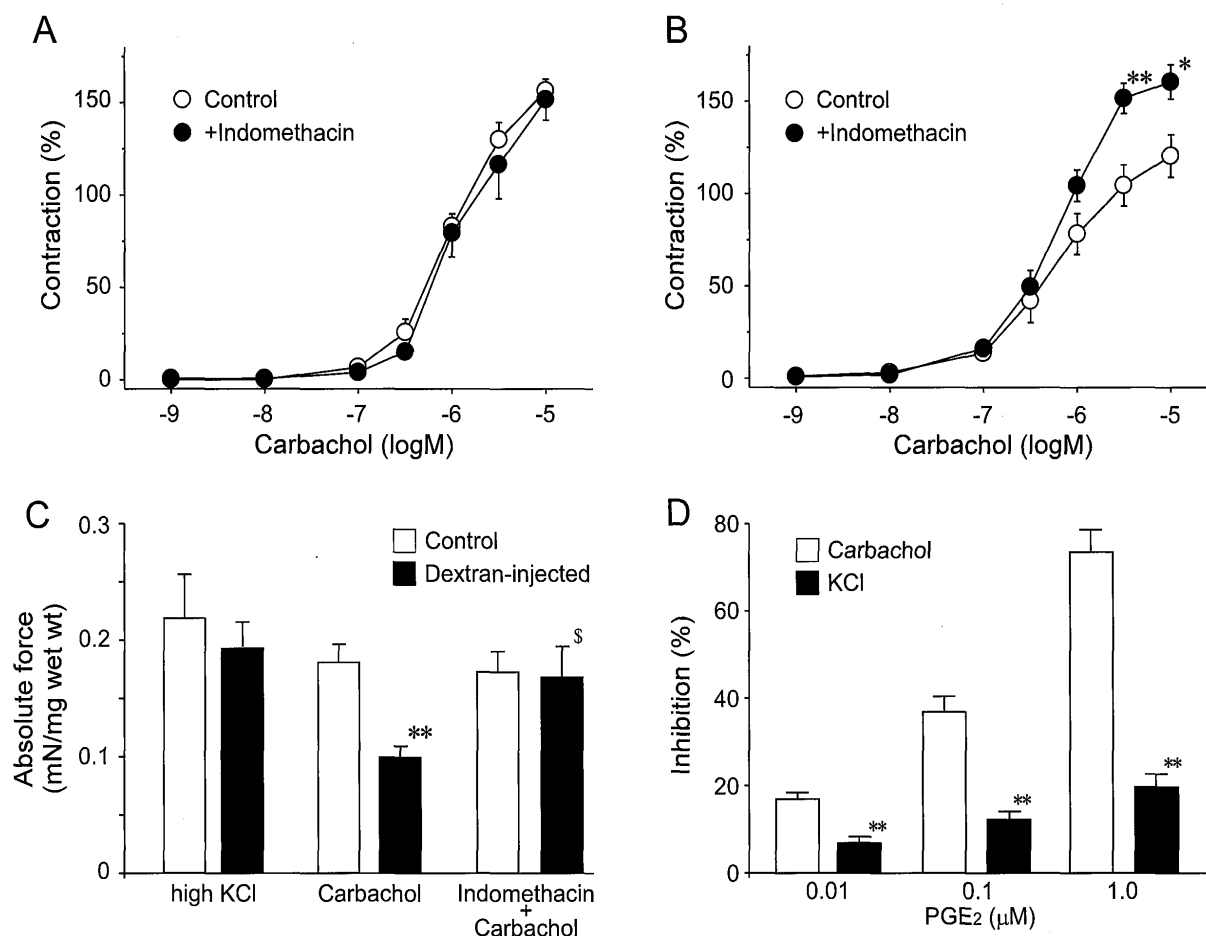 A
Control
+Indomethacin
Contraction (%)
150
100
50
0
-9 -8 -7 -6 -5
Carbachol (logM)
B
Control
+Indomethacin
** *
Contraction (%)
150
100
50
0
-9 -8 -7 -6 -5
Carbachol (logM)
C
Control
Dextran-injected
Absolute force
(mN/mg wet wt)
0.3
0.2
0.1
0
**
$
high KCl Carbachol Indomethacin
+
Carbachol
D
Carbachol
KCl
Inhibition (%)
80
60
40
20
0
**
**
**
0.01 0.1 1.0
PGE2 (μM)